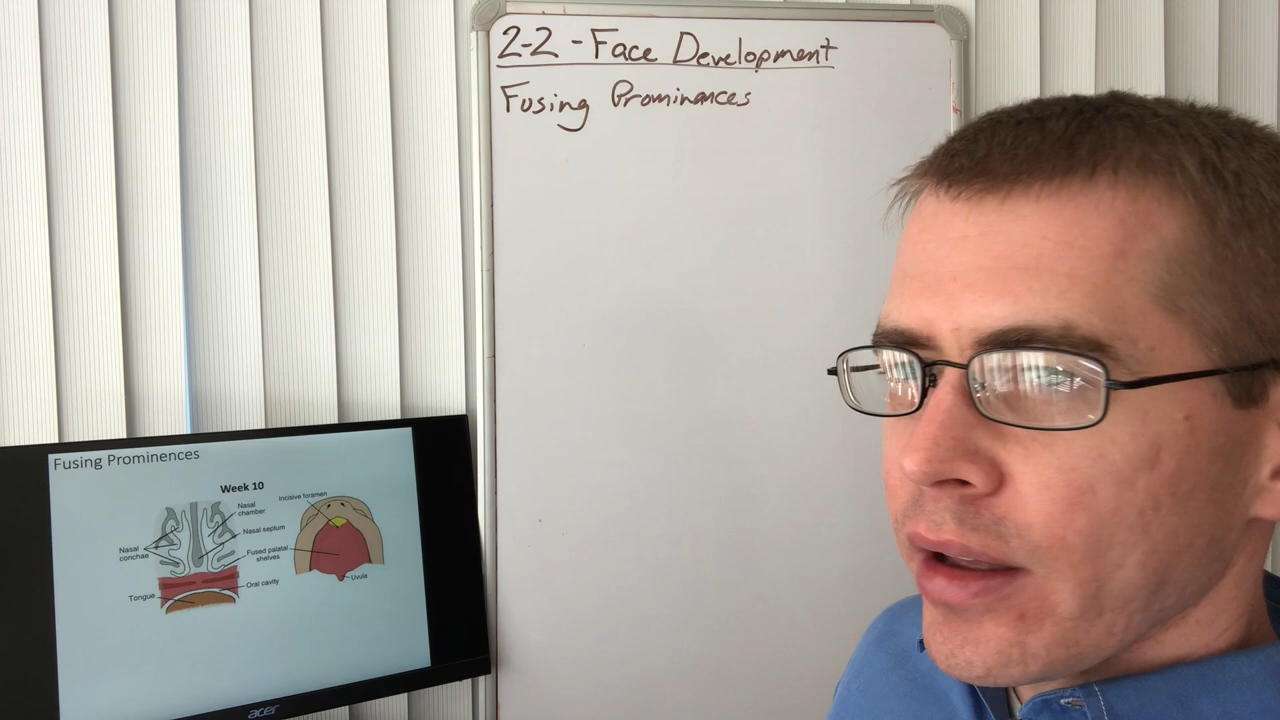 2-2 - Face Development
Fusing Prominances
Fusing Prominences
Week 10
Incisive foramen
Nasal
chamber
Nasal septum
Nasal
conchae
Fused palatal
shelves
Oral cavity
Uvula
Tongue
acer